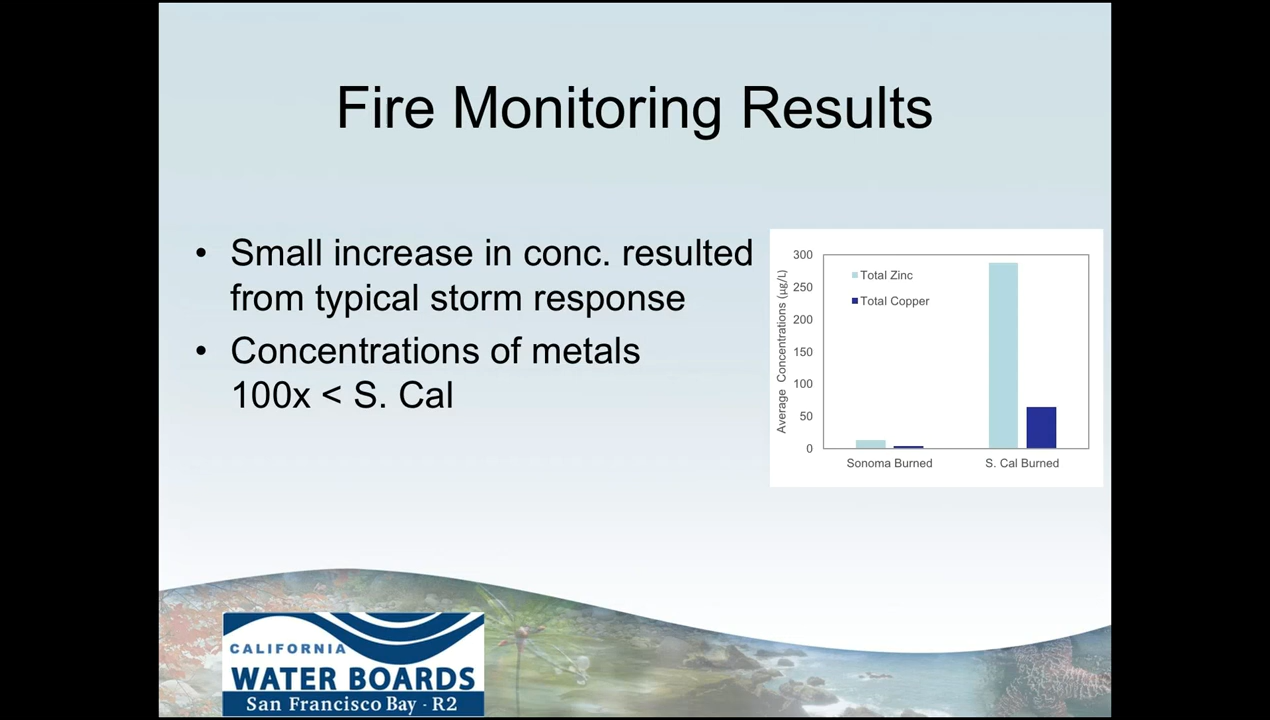 Fire Monitoring Results
• Small increase in conc. resulted
from typical storm response
• Concentrations of metals
100x < S. Cal
Average Concentrations (µg/L)
300
250
200
150
100
50
0
Total Zinc
Total Copper
Sonoma Burned
S. Cal Burned
CALIFORNIA
WATER BOARDS
San Francisco Bay - R2